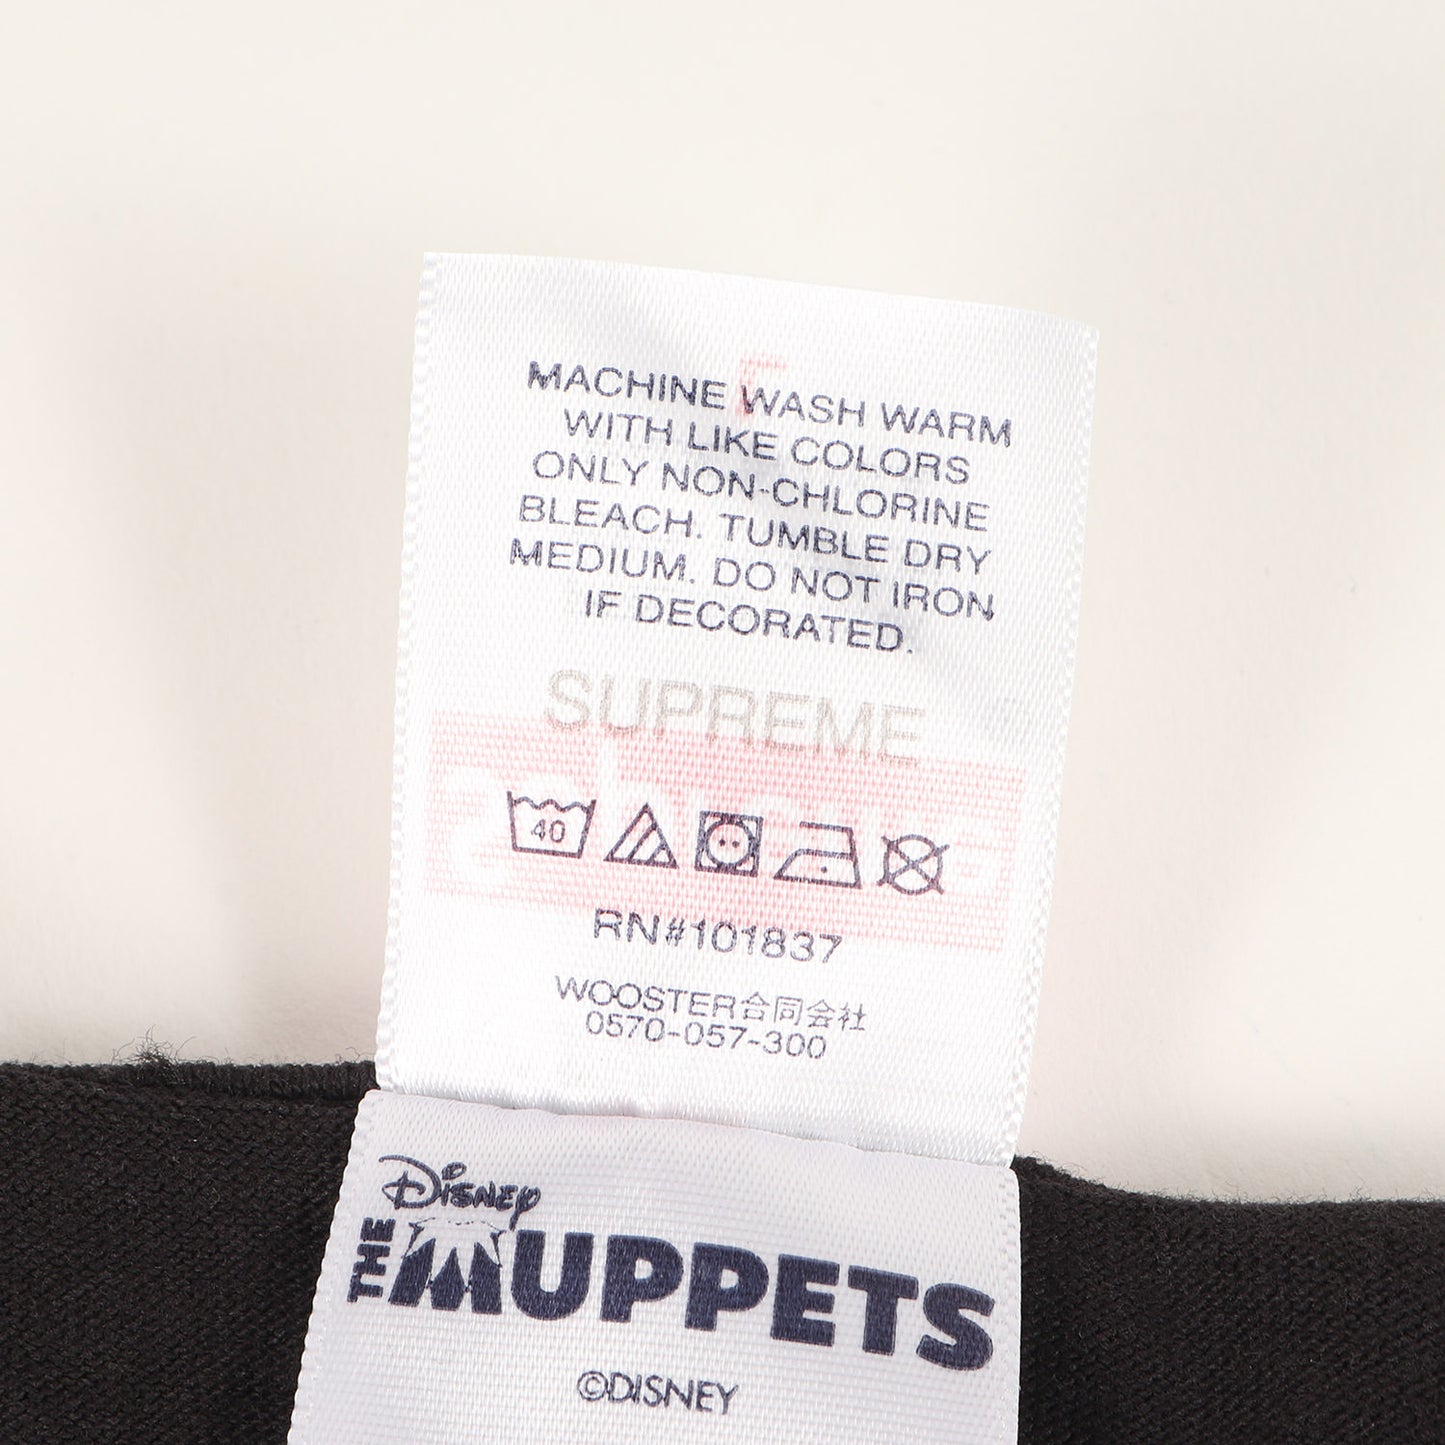 MACHINE WASH WARM
WITH LIKE COLORS
ONLY NON-CHLORINE
BLEACH. TUMBLE DRY
MEDIUM. DO NOT IRON
IF DECORATED.
SUPREME
40
RN#101837
WOOSTER合同会社
0570-057-300
Disney
THE MUPPETS
©DISNEY